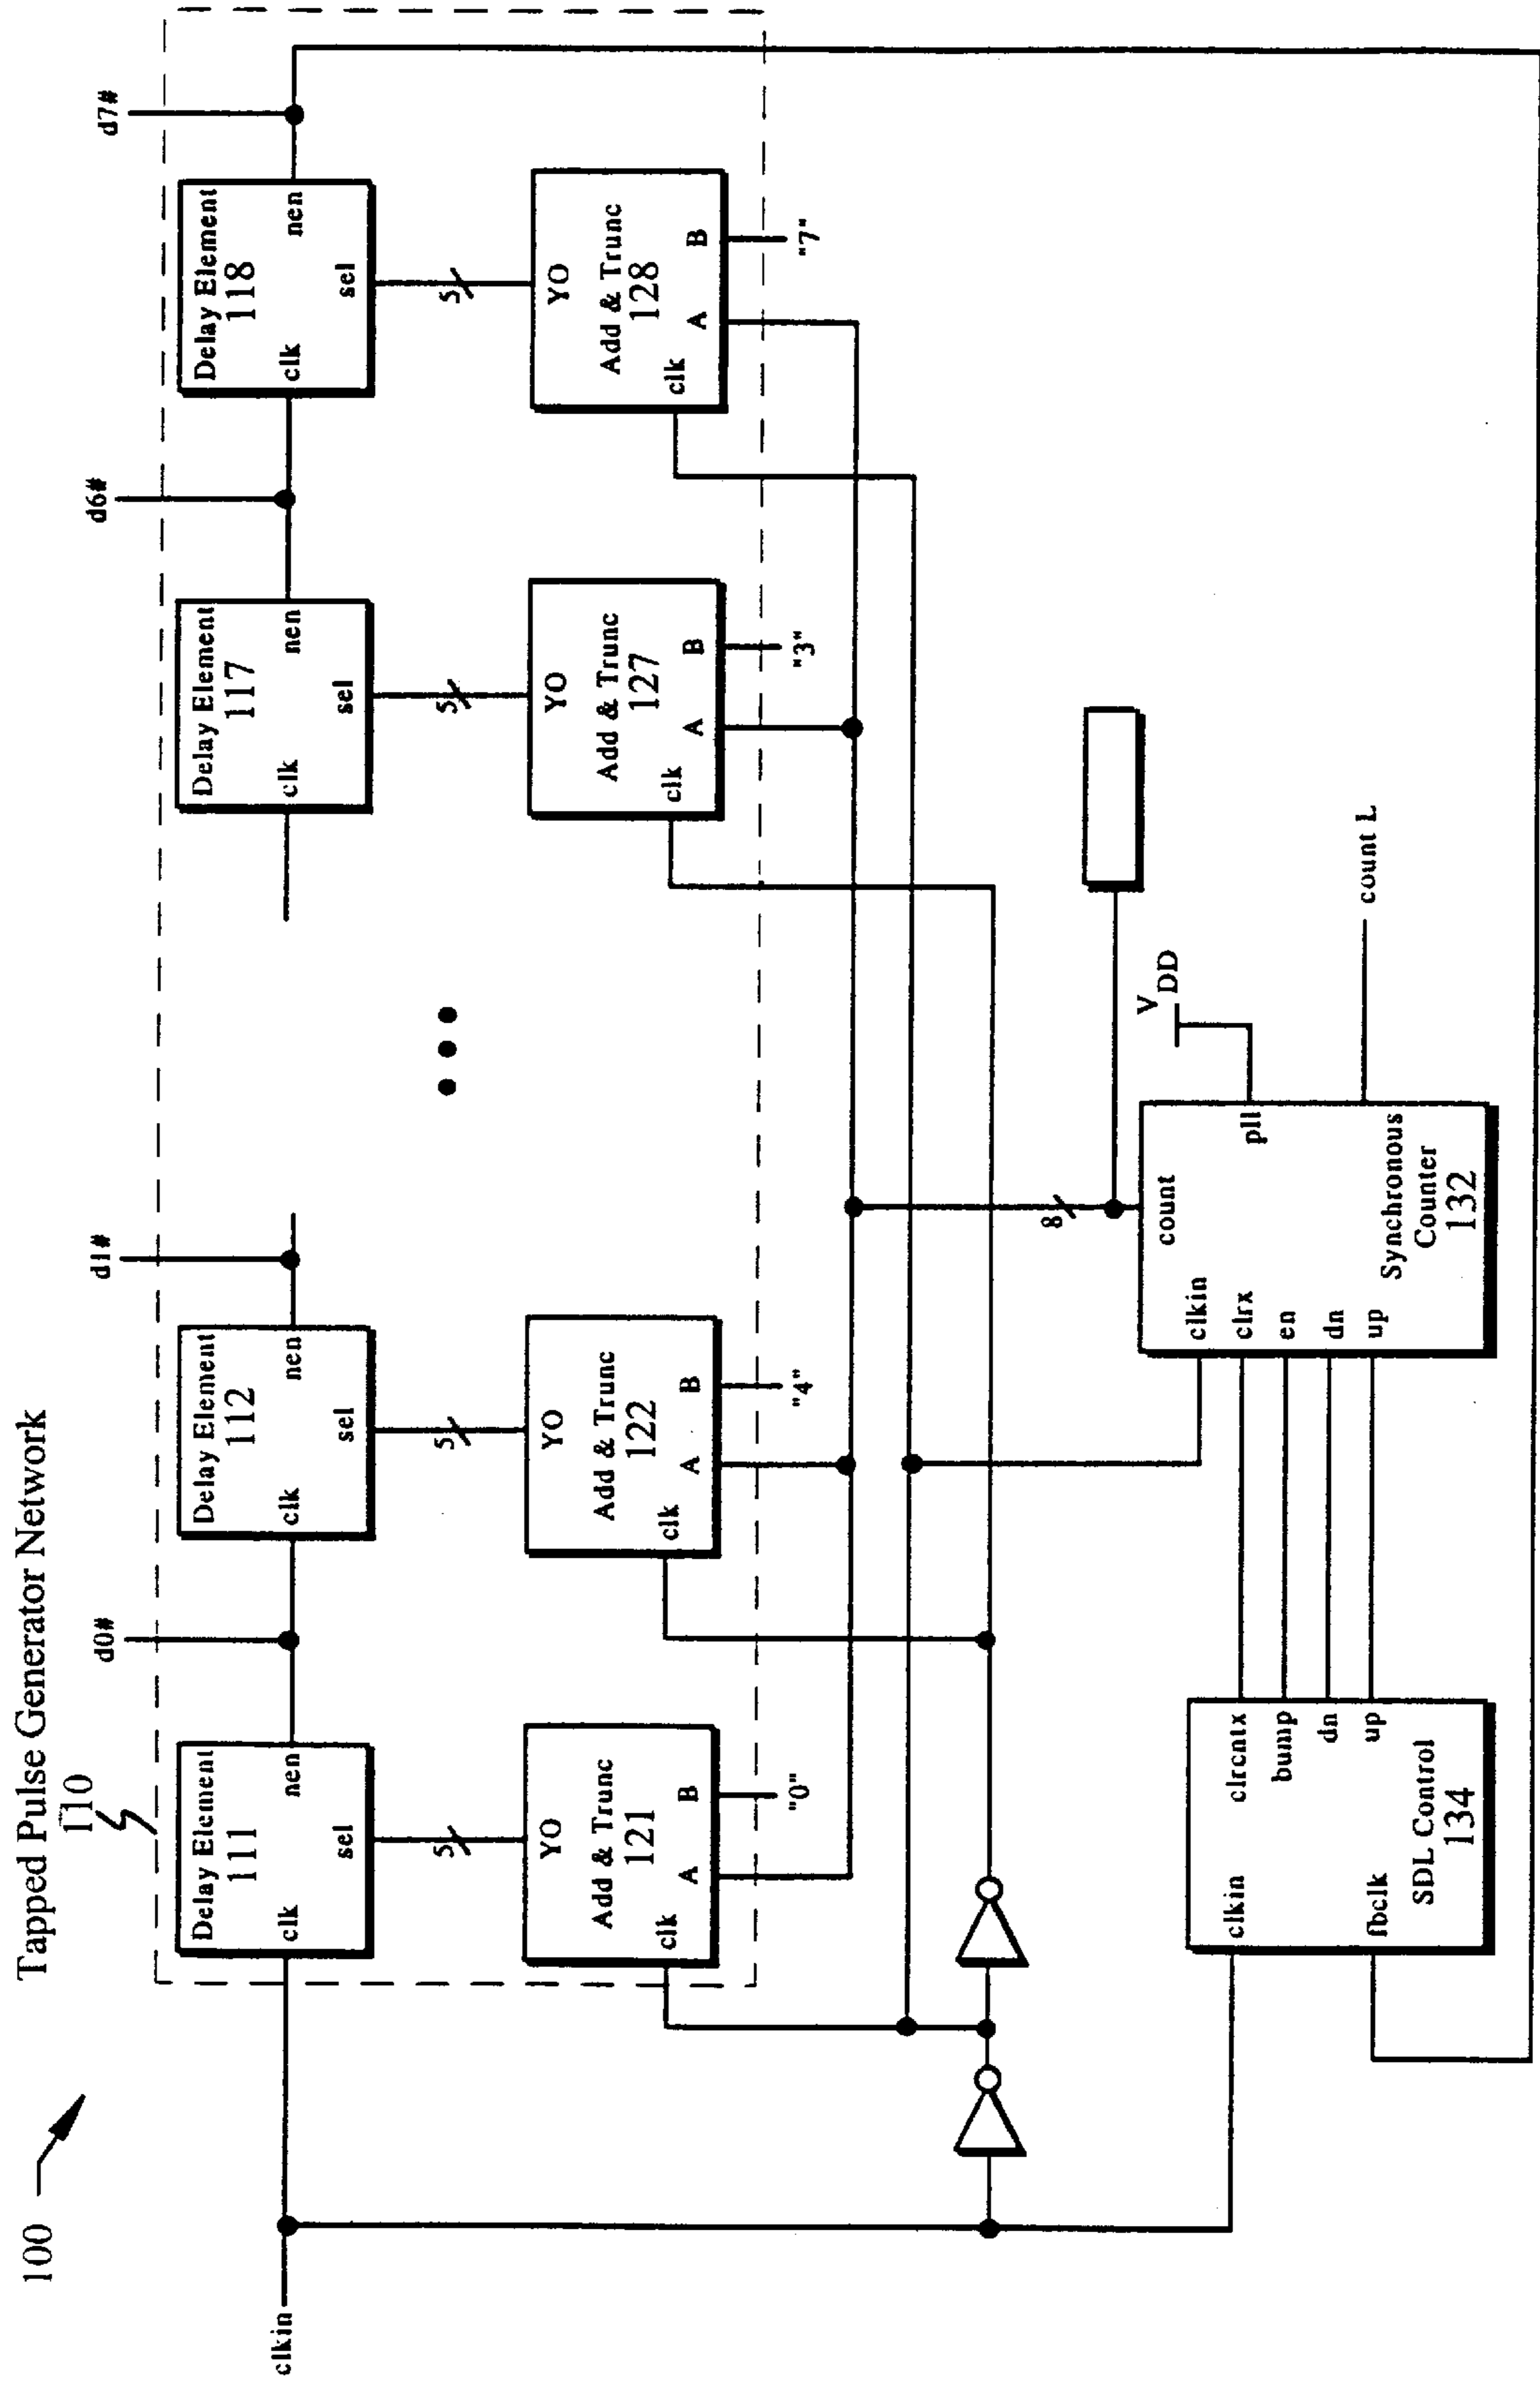 100
Tapped Pulse Generator Network
110
d0#
d1#
d6#
d7#
clkin
Delay Element
111
clk
nen
sel
Delay Element
112
clk
nen
sel
Delay Element
117
clk
nen
sel
Delay Element
118
clk
nen
sel
5
5
5
5
YO
Add & Trunc
121
clk
A
B
"0"
YO
Add & Trunc
122
clk
A
B
"4"
YO
Add & Trunc
127
clk
A
B
"3"
YO
Add & Trunc
128
clk
A
B
"7"
8
VDD
clkin
fbclk
clrcntx
bump
dn
up
SDL Control
134
clkin
clrx
en
dn
up
count
pll
Synchronous
Counter
132
count L